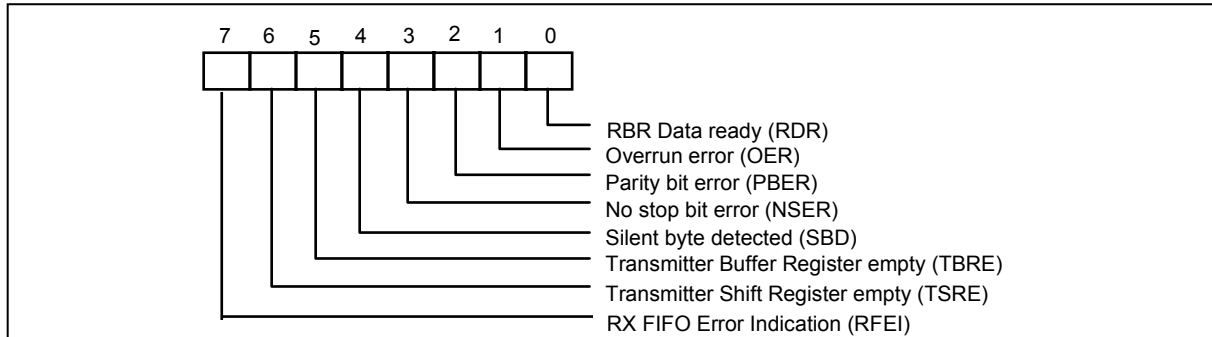 7 6 5 4 3 2 1 0
RBR Data ready (RDR)
Overrun error (OER)
Parity bit error (PBER)
No stop bit error (NSER)
Silent byte detected (SBD)
Transmitter Buffer Register empty (TBRE)
Transmitter Shift Register empty (TSRE)
RX FIFO Error Indication (RFEI)